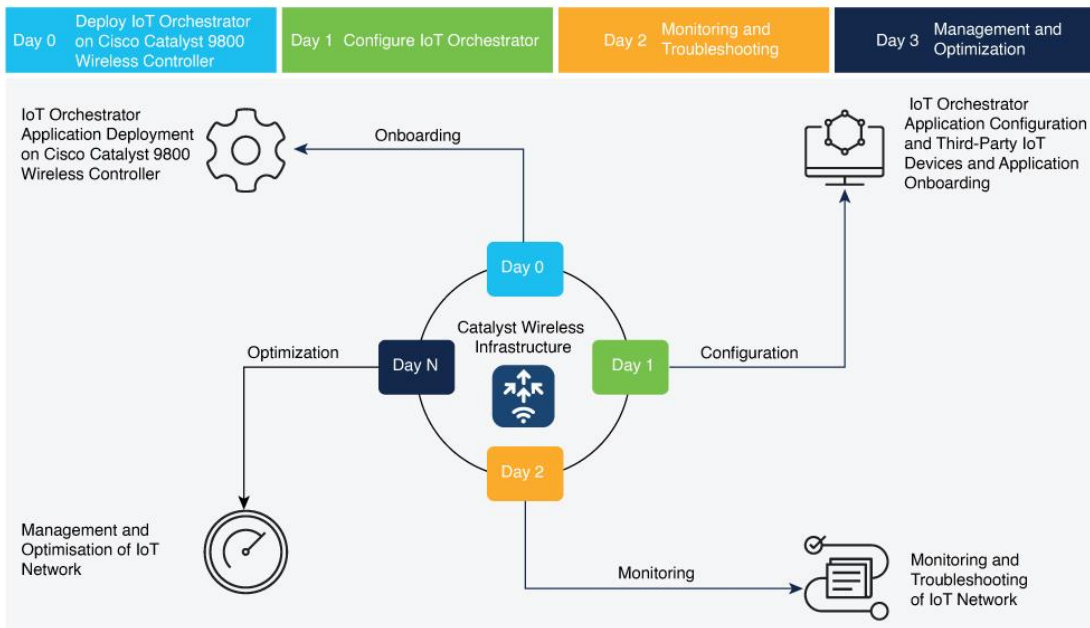 Day 0
Deploy IoT Orchestrator
on Cisco Catalyst 9800
Wireless Controller
Day 1 Configure IoT Orchestrator
Day 2
Monitoring and
Troubleshooting
Day 3
Management and
Optimization
IoT Orchestrator
Application Deployment
on Cisco Catalyst 9800
Wireless Controller
Onboarding
IoT Orchestrator
Application Configuration
and Third-Party IoT
Devices and Application
Onboarding
Day 0
Catalyst Wireless
Infrastructure
Optimization
Day N
Day 1
Configuration
Day 2
Management and
Optimisation of IoT
Network
Monitoring
Monitoring and
Troubleshooting
of IoT Network